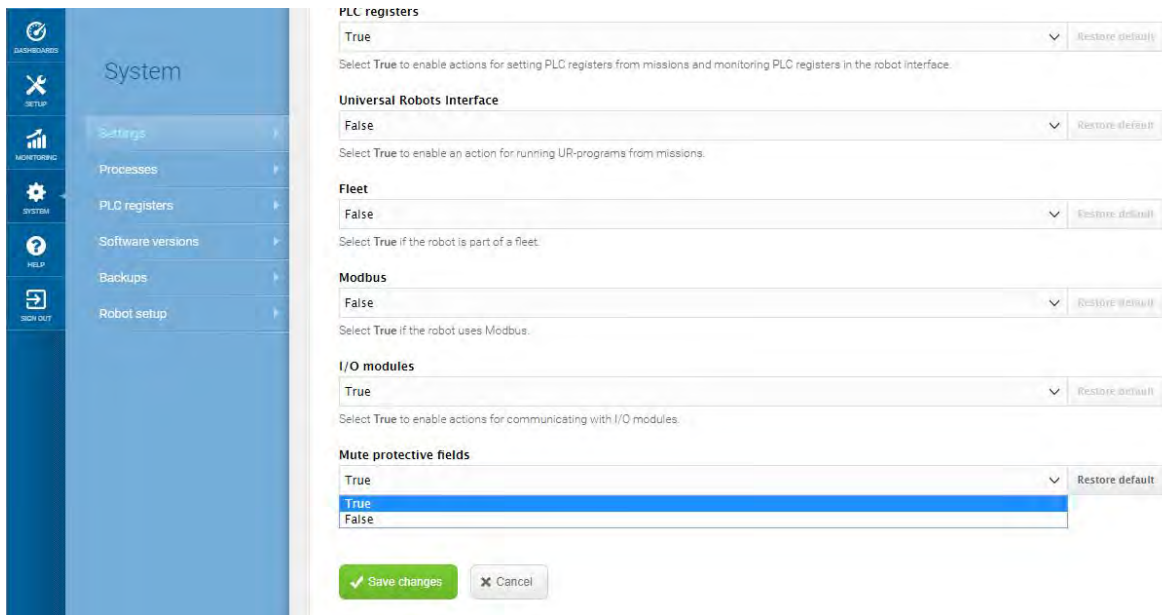 DASHBOARDS
SETUP
MONITORING
SYSTEM
HELP
SIGN OUT
System
Settings
Processes
PLC registers
Software versions
Backups
Robot setup
PLC registers
True
Restore default
Select True to enable actions for setting PLC registers from missions and monitoring PLC registers in the robot interface.
Universal Robots Interface
False
Restore default
Select True to enable an action for running UR-programs from missions.
Fleet
False
Restore default
Select True if the robot is part of a fleet.
Modbus
False
Restore default
Select True if the robot uses Modbus.
I/O modules
True
Restore default
Select True to enable actions for communicating with I/O modules.
Mute protective fields
True
Restore default
True
False
Save changes
Cancel